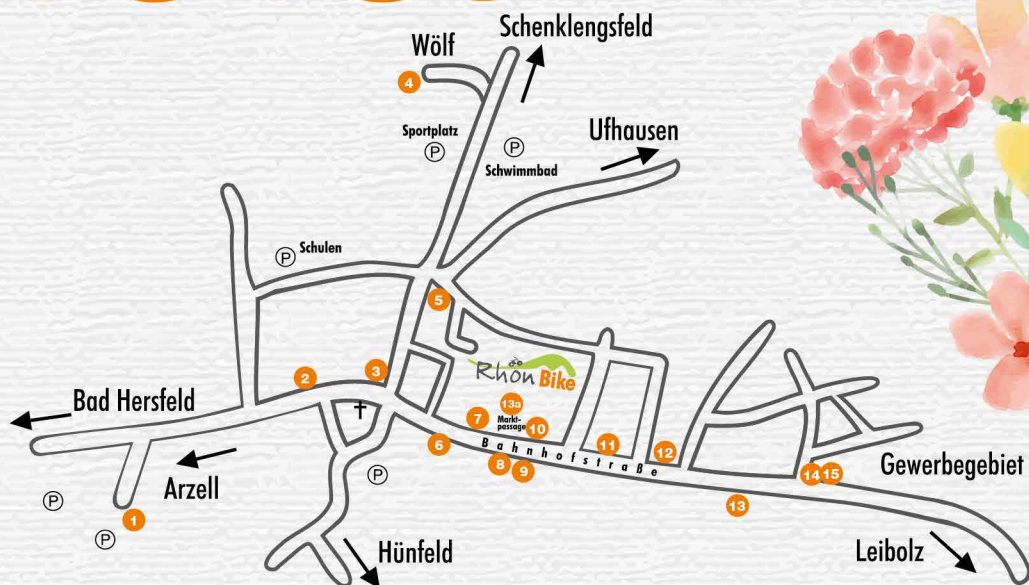 Schenklengsfeld
Wölf
4
Sportplatz
P
P
Schwimmbad
Ufhausen
P
Schulen
5
Rhön Bike
2
3
13a
Markt-
passage
7
10
Bad Hersfeld
6
Bahnhofstraße
8
9
11
12
13
14
15
Gewerbegebiet
Arzell
P
P
1
P
Hünfeld
Leibolz